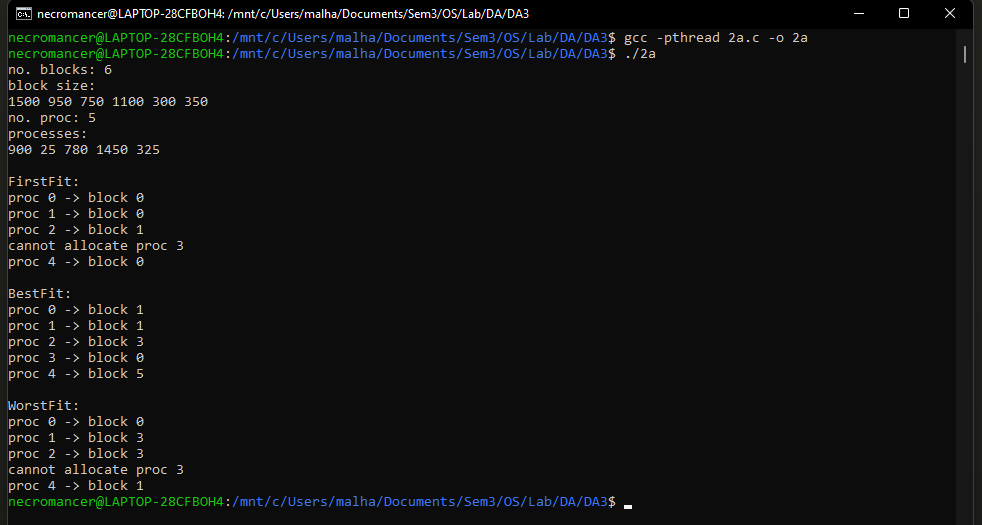 necromancer@LAPTOP-28CFBOH4: /mnt/c/Users/malha/Documents/Sem3/OS/Lab/DA/DA3
necromancer@LAPTOP-28CFBOH4:/mnt/c/Users/malha/Documents/Sem3/OS/Lab/DA/DA3$ gcc -pthread 2a.c -o 2a
necromancer@LAPTOP-28CFBOH4:/mnt/c/Users/malha/Documents/Sem3/OS/Lab/DA/DA3$ ./2a
no. blocks: 6
block size:
1500 950 750 1100 300 350
no. proc: 5
processes:
900 25 780 1450 325
FirstFit:
proc 0 -> block 0
proc 1 -> block 0
proc 2 -> block 1
cannot allocate proc 3
proc 4 -> block 0
BestFit:
proc 0 -> block 1
proc 1 -> block 1
proc 2 -> block 3
proc 3 -> block 0
proc 4 -> block 5
WorstFit:
proc 0 -> block 0
proc 1 -> block 3
proc 2 -> block 3
cannot allocate proc 3
proc 4 -> block 1
necromancer@LAPTOP-28CFBOH4:/mnt/c/Users/malha/Documents/Sem3/OS/Lab/DA/DA3$